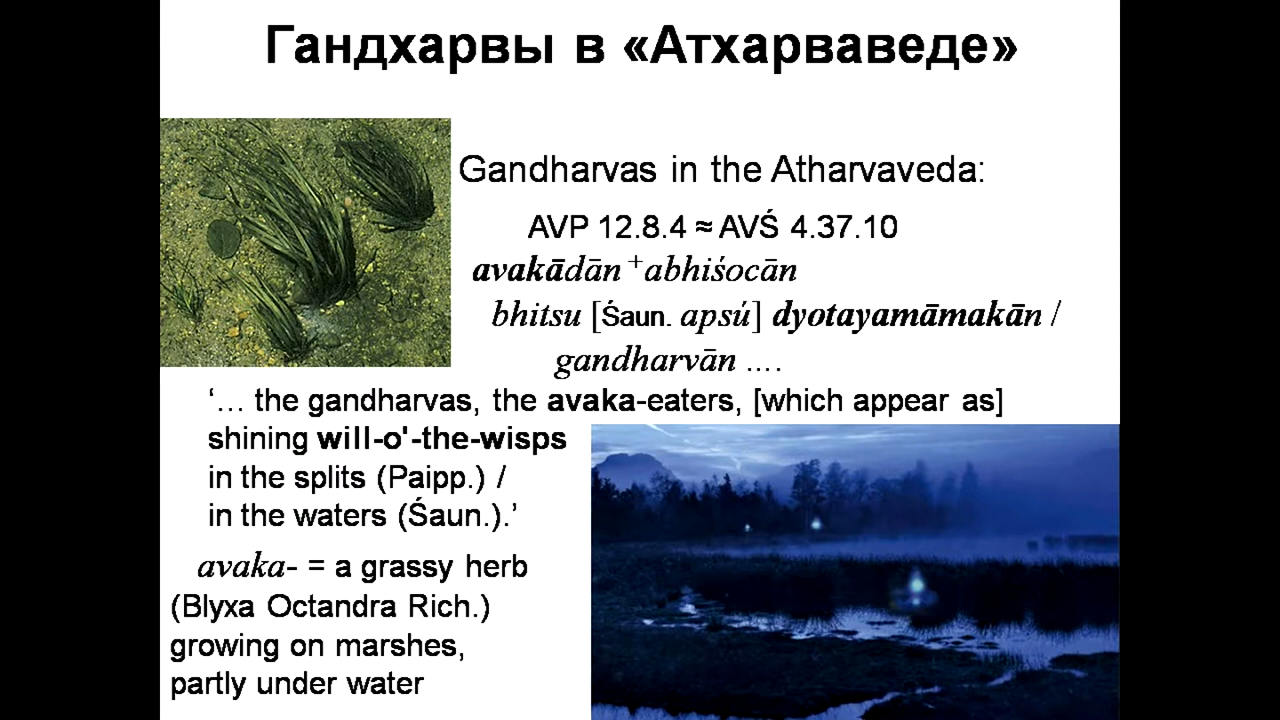 Гандхарвы в «Атхарваведе»
Gandharvas in the Atharvaveda:
AVP 12.8.4 ≈ AVŚ 4.37.10
avakādān +abhiśocān
bhitsu [Śaun. apsú] dyotayamāmakān /
gandharvān ....
‘… the gandharvas, the avaka-eaters, [which appear as]
shining will-o'-the-wisps
in the splits (Paipp.) /
in the waters (Śaun.).’
avaka- = a grassy herb
(Blyxa Octandra Rich.)
growing on marshes,
partly under water